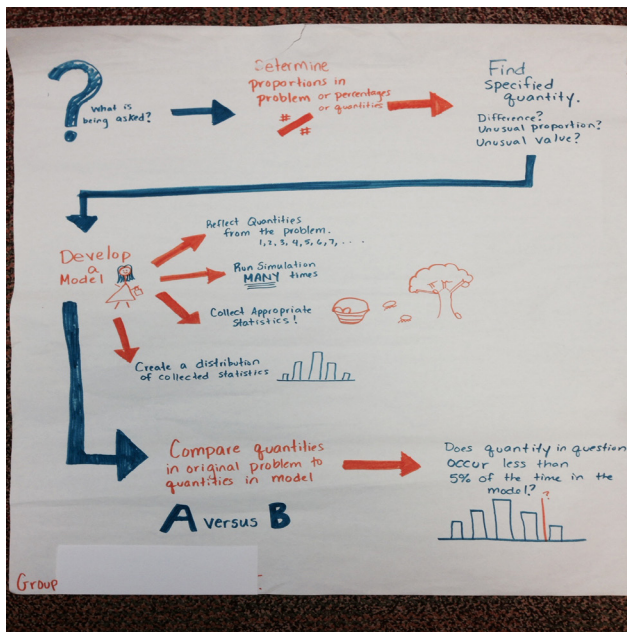 ?
What is
being asked?
Determine
proportions in
problem or percentages
or quantities
#
#
Find
specified
quantity.
Difference?
Unusual proportion?
Unusual value?
Develop
a
Model
Reflect Quantities
from the problem.
1, 2, 3, 4, 5, 6, 7, . . .
Run Simulation
MANY times
Collect Appropriate
Statistics!
Create a distribution
of collected statistics
Compare quantities
in original problem to
quantities in model
A versus B
Does quantity in question
occur less than
5% of the time in the
model?
?
Group